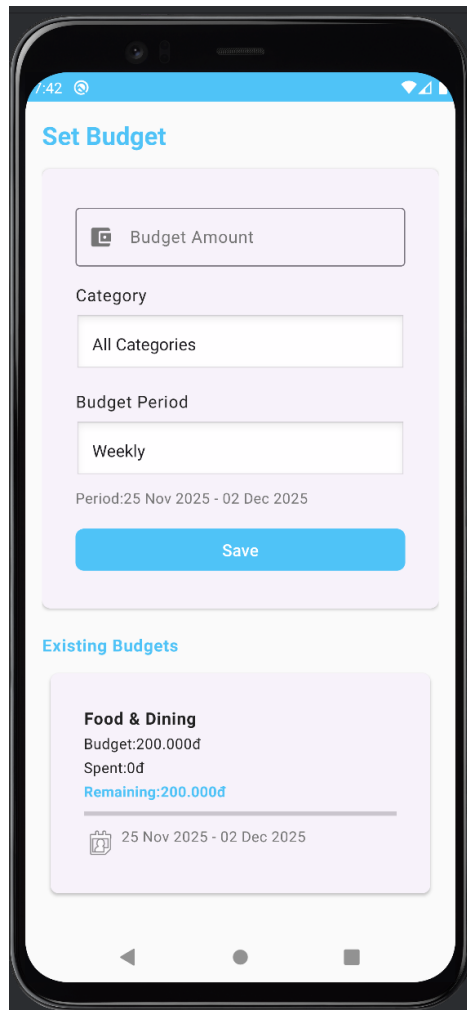 7:42
Set Budget
Budget Amount
Category
All Categories
Budget Period
Weekly
Period:25 Nov 2025 - 02 Dec 2025
Save
Existing Budgets
Food & Dining
Budget:200.000đ
Spent:0đ
Remaining:200.000đ
25 Nov 2025 - 02 Dec 2025